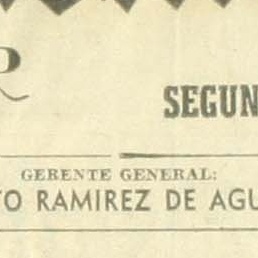 R
SEGUN
GERENTE GENERAL:
TO RAMIREZ DE AGU